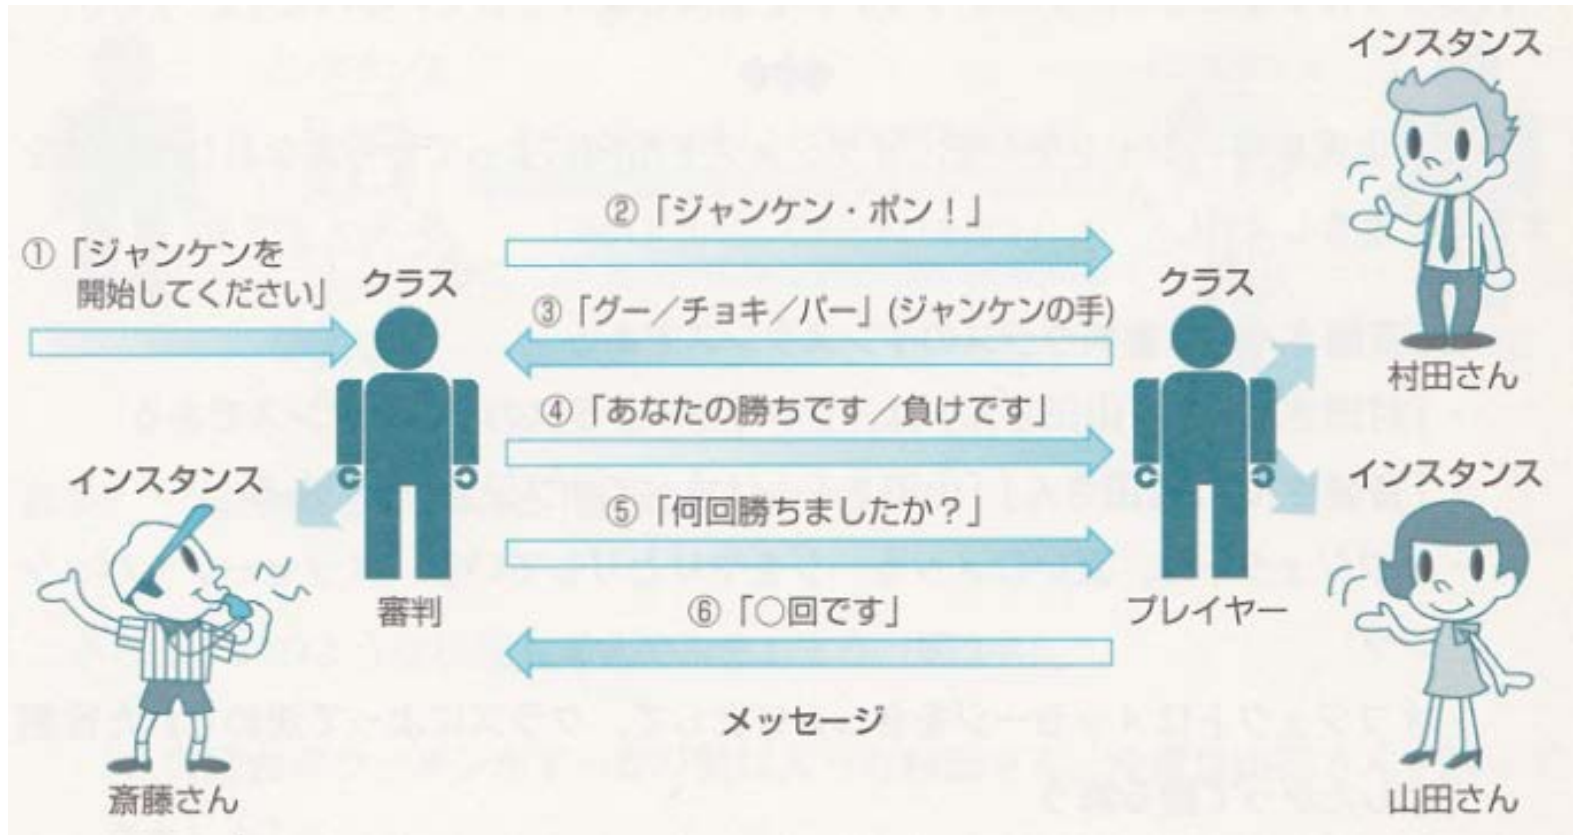 インスタンス
②「ジャンケン・ポン!」
①「ジャンケンを
開始してください」
クラス
クラス
③「グー/チョキ/パー」(ジャンケンの手)
村田さん
④「あなたの勝ちです/負けです」
インスタンス
インスタンス
⑤「何回勝ちましたか?」
審判
⑥「○回です」
プレイヤー
メッセージ
斎藤さん
山田さん